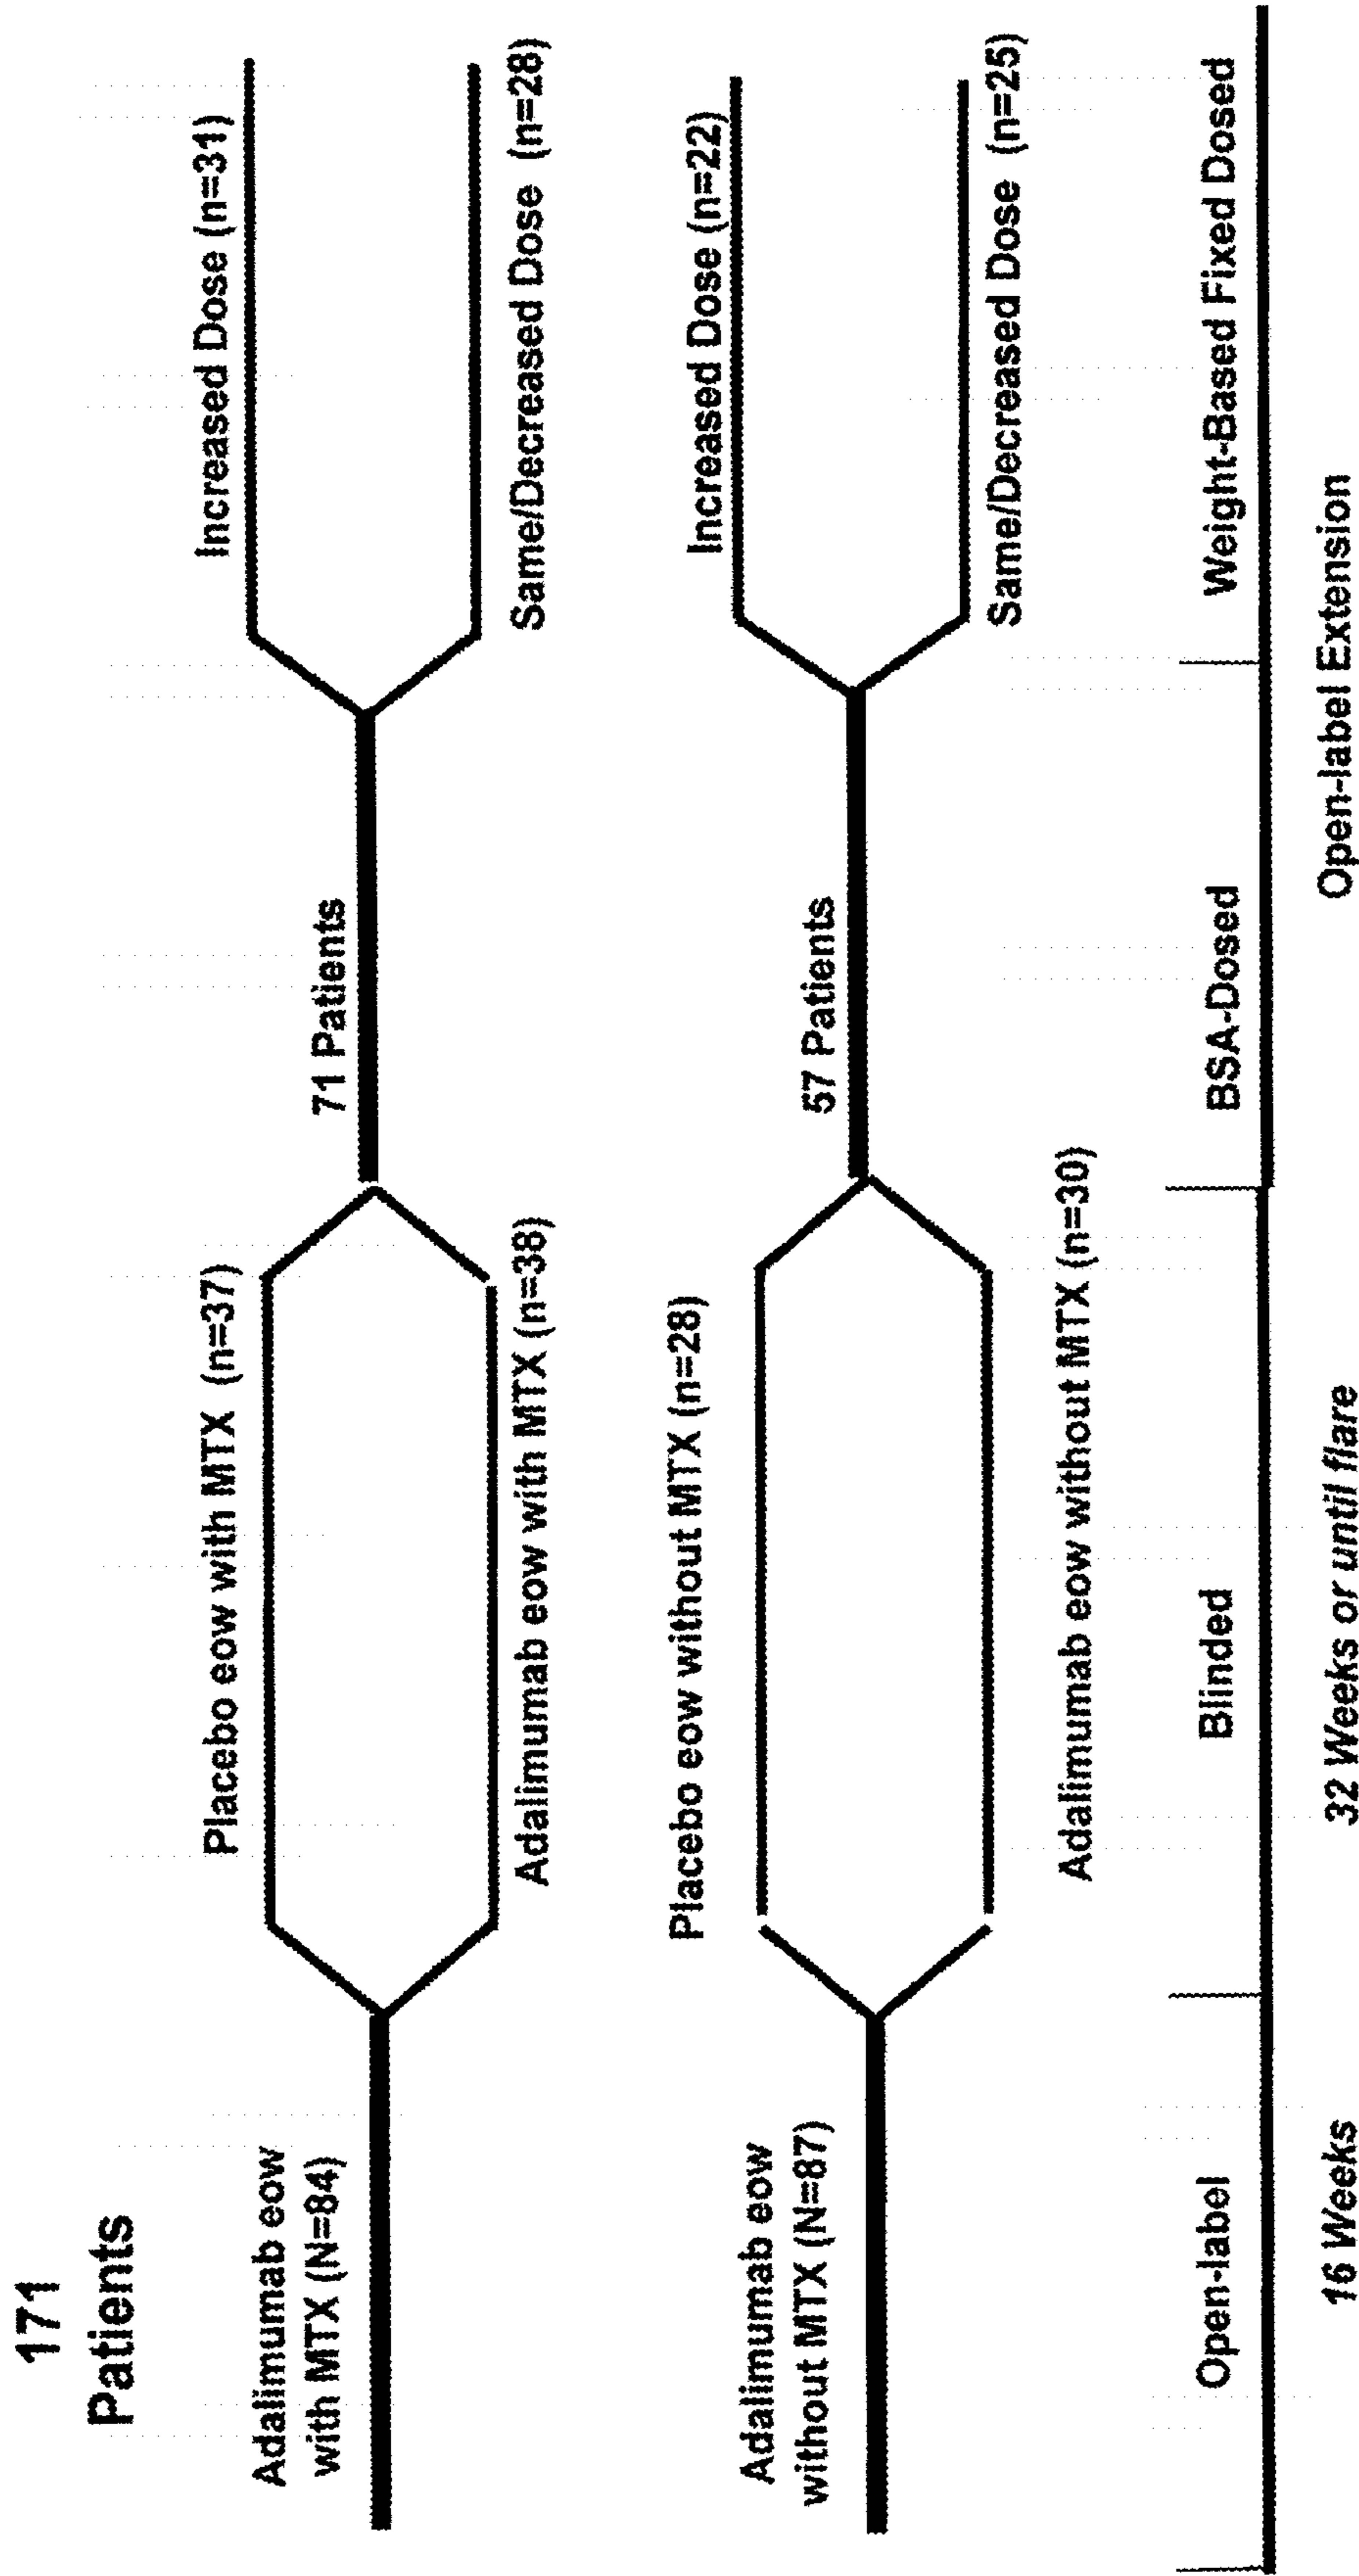 171
Patients
Adalimumab eow
with MTX (N=84)
Placebo eow with MTX (n=37)
Adalimumab eow with MTX (n=38)
71 Patients
Increased Dose (n=31)
Same/Decreased Dose (n=28)
Adalimumab eow
without MTX (N=87)
Placebo eow without MTX (n=28)
Adalimumab eow without MTX (n=30)
57 Patients
Increased Dose (n=22)
Same/Decreased Dose (n=25)
Open-label
Blinded
BSA-Dosed
Weight-Based Fixed Dosed
16 Weeks
32 Weeks or until flare
Open-label Extension